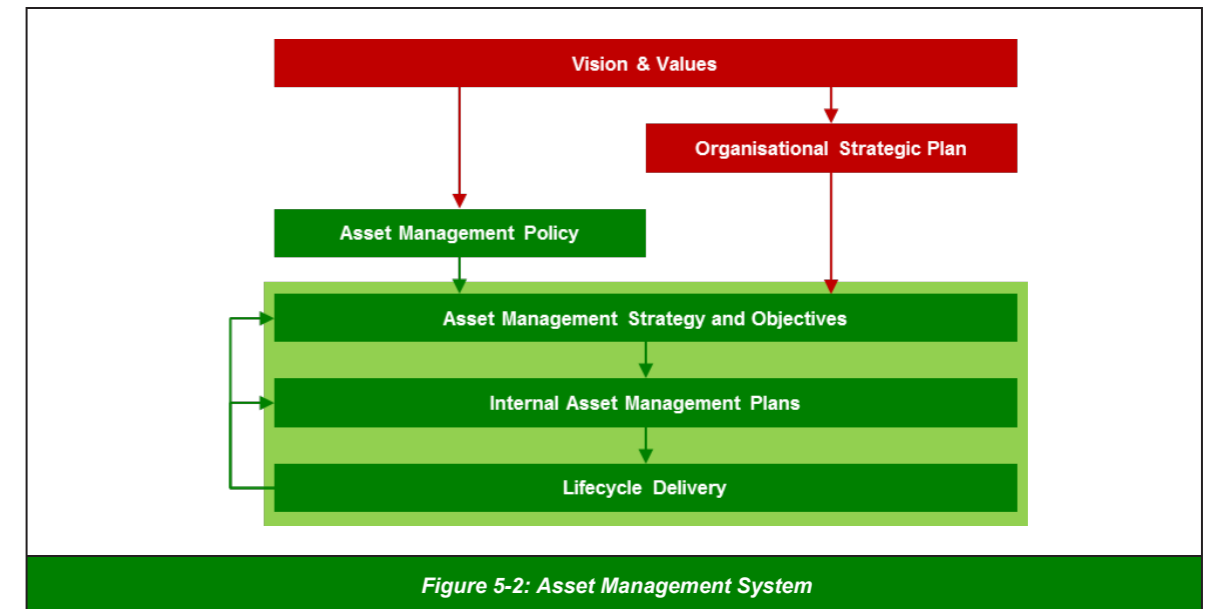 Vision & Values
Organisational Strategic Plan
Asset Management Policy
Asset Management Strategy and Objectives
Internal Asset Management Plans
Lifecycle Delivery
Figure 5-2: Asset Management System